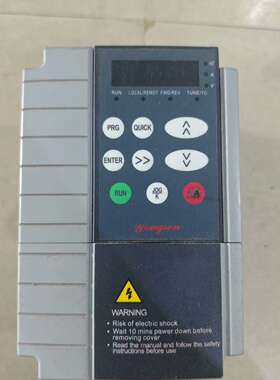 RUN LOCAL/REMOT FWD/REV TUNE/TC
PRG QUICK
ENTER >>
RUN JOG
WARNING
Risk of electric shock.
Wait 10 mins power down before
removing cover
Read the manual and follow the safety
instructions before use